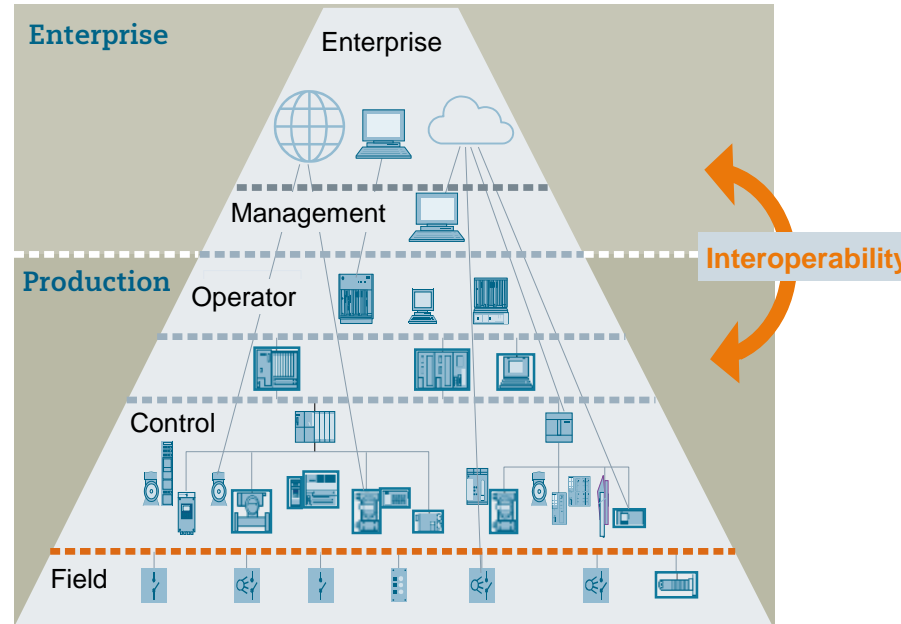 Enterprise
Enterprise
Management
Interoperability
Production
Operator
Control
Field